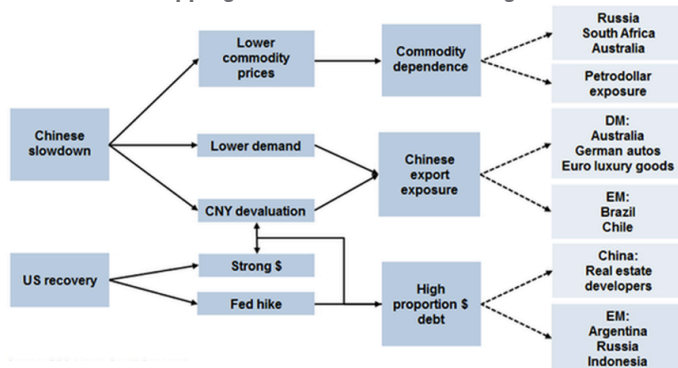 Russia
South Africa
Australia
Lower
commodity
prices
Commodity
dependence
Petrodollar
exposure
Chinese
slowdown
Lower demand
Chinese
export
exposure
DM:
Australia
German autos
Euro luxury goods
CNY devaluation
EM:
Brazil
Chile
US recovery
Strong $
Fed hike
High
proportion $
debt
China:
Real estate
developers
EM:
Argentina
Russia
Indonesia